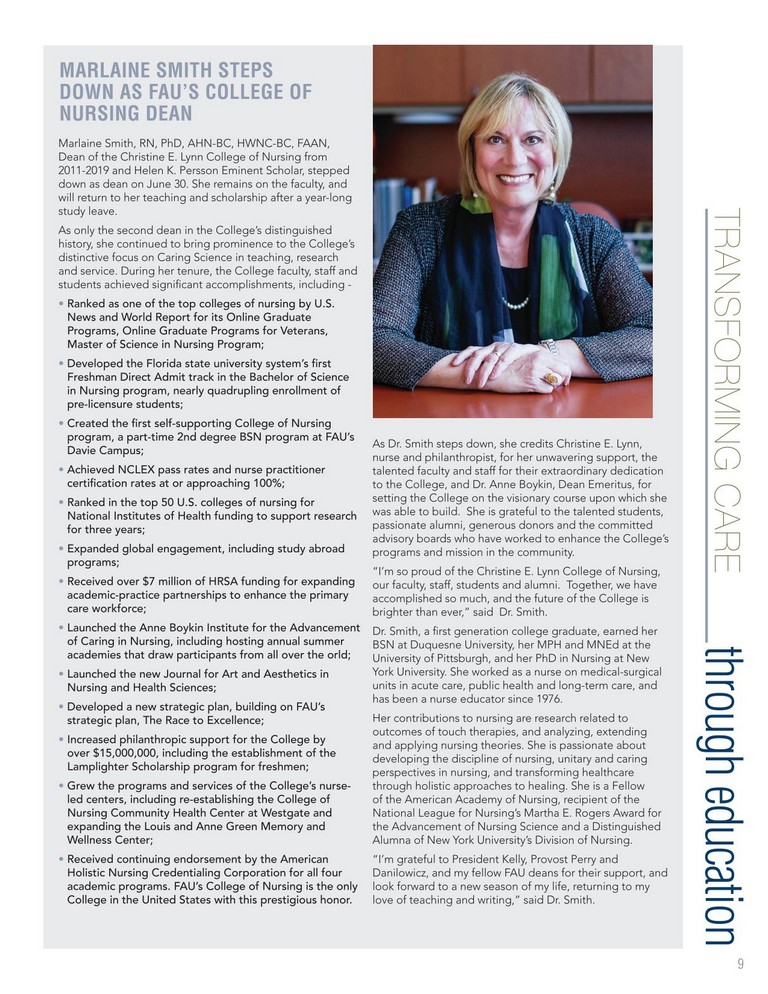 MARLAINE SMITH STEPS
DOWN AS FAU'S COLLEGE OF
NURSING DEAN
Marlaine Smith, RN, PhD, AHN-BC, HWNC-BC, FAAN,
Dean of the Christine E. Lynn College of Nursing from
2011-2019 and Helen K. Persson Eminent Scholar, stepped
down as dean on June 30. She remains on the faculty, and
will return to her teaching and scholarship after a year-long
study leave.
As only the second dean in the College's distinguished
history, she continued to bring prominence to the College's
distinctive focus on Caring Science in teaching, research
and service. During her tenure, the College faculty, staff and
students achieved significant accomplishments, including -
• Ranked as one of the top colleges of nursing by U.S.
News and World Report for its Online Graduate
Programs, Online Graduate Programs for Veterans,
Master of Science in Nursing Program;
• Developed the Florida state university system's first
Freshman Direct Admit track in the Bachelor of Science
in Nursing program, nearly quadrupling enrollment of
pre-licensure students;
• Created the first self-supporting College of Nursing
program, a part-time 2nd degree BSN program at FAU's
Davie Campus;
• Achieved NCLEX pass rates and nurse practitioner
certification rates at or approaching 100%;
• Ranked in the top 50 U.S. colleges of nursing for
National Institutes of Health funding to support research
for three years;
• Expanded global engagement, including study abroad
programs;
• Received over $7 million of HRSA funding for expanding
academic-practice partnerships to enhance the primary
care workforce;
• Launched the Anne Boykin Institute for the Advancement
of Caring in Nursing, including hosting annual summer
academies that draw participants from all over the orld;
• Launched the new Journal for Art and Aesthetics in
Nursing and Health Sciences;
• Developed a new strategic plan, building on FAU's
strategic plan, The Race to Excellence;
• Increased philanthropic support for the College by
over $15,000,000, including the establishment of the
Lamplighter Scholarship program for freshmen;
• Grew the programs and services of the College's nurse-
led centers, including re-establishing the College of
Nursing Community Health Center at Westgate and
expanding the Louis and Anne Green Memory and
Wellness Center;
• Received continuing endorsement by the American
Holistic Nursing Credentialing Corporation for all four
academic programs. FAU's College of Nursing is the only
College in the United States with this prestigious honor.
As Dr. Smith steps down, she credits Christine E. Lynn,
nurse and philanthropist, for her unwavering support, the
talented faculty and staff for their extraordinary dedication
to the College, and Dr. Anne Boykin, Dean Emeritus, for
setting the College on the visionary course upon which she
was able to build. She is grateful to the talented students,
passionate alumni, generous donors and the committed
advisory boards who have worked to enhance the College's
programs and mission in the community.
"I'm so proud of the Christine E. Lynn College of Nursing,
our faculty, staff, students and alumni. Together, we have
accomplished so much, and the future of the College is
brighter than ever," said Dr. Smith.
Dr. Smith, a first generation college graduate, earned her
BSN at Duquesne University, her MPH and MNEd at the
University of Pittsburgh, and her PhD in Nursing at New
York University. She worked as a nurse on medical-surgical
units in acute care, public health and long-term care, and
has been a nurse educator since 1976.
Her contributions to nursing are research related to
outcomes of touch therapies, and analyzing, extending
and applying nursing theories. She is passionate about
developing the discipline of nursing, unitary and caring
perspectives in nursing, and transforming healthcare
through holistic approaches to healing. She is a Fellow
of the American Academy of Nursing, recipient of the
National League for Nursing's Martha E. Rogers Award for
the Advancement of Nursing Science and a Distinguished
Alumna of New York University's Division of Nursing.
"I'm grateful to President Kelly, Provost Perry and
Danilowicz, and my fellow FAU deans for their support, and
look forward to a new season of my life, returning to my
love of teaching and writing," said Dr. Smith.
TRANSFORMING CARE
through education
9